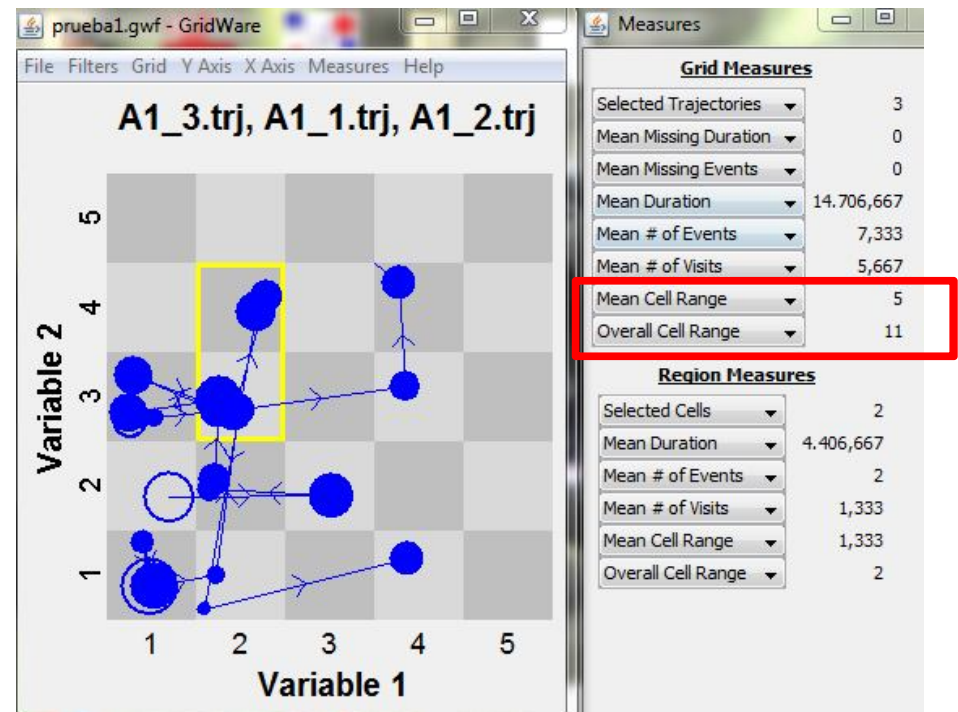 prueba1.gwf - GridWare
File Filters Grid Y Axis X Axis Measures Help
A1_3.trj, A1_1.trj, A1_2.trj
5
4
3
2
1
Variable 2
1 2 3 4 5
Variable 1
Measures
Grid Measures
Selected Trajectories 3
Mean Missing Duration 0
Mean Missing Events 0
Mean Duration 14.706,667
Mean # of Events 7,333
Mean # of Visits 5,667
Mean Cell Range 5
Overall Cell Range 11
Region Measures
Selected Cells 2
Mean Duration 4.406,667
Mean # of Events 2
Mean # of Visits 1,333
Mean Cell Range 1,333
Overall Cell Range 2